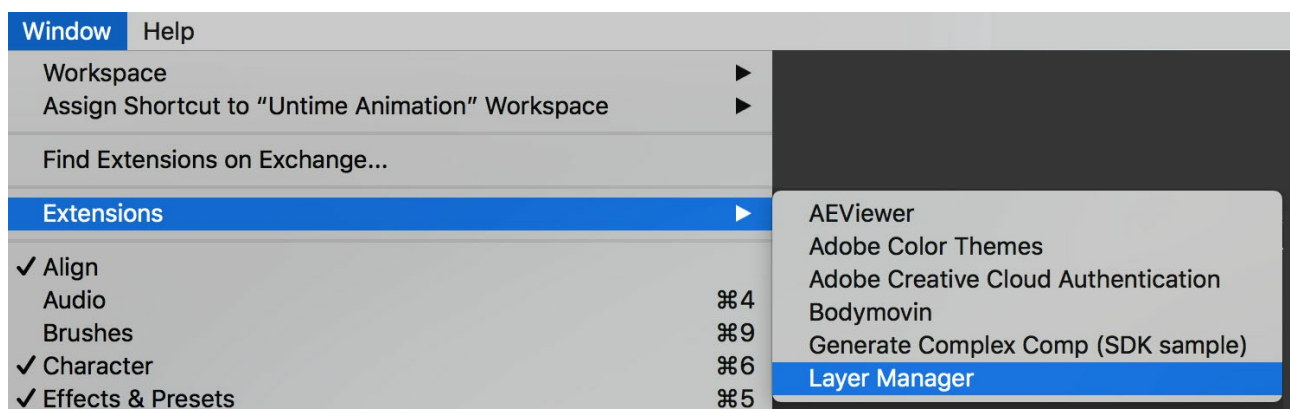 Window Help
Workspace ▶
Assign Shortcut to “Untime Animation” Workspace ▶
Find Extensions on Exchange...
Extensions ▶
✓ Align
Audio ⌘4
Brushes ⌘9
✓ Character ⌘6
✓ Effects & Presets ⌘5
AEViewer
Adobe Color Themes
Adobe Creative Cloud Authentication
Bodymovin
Generate Complex Comp (SDK sample)
Layer Manager